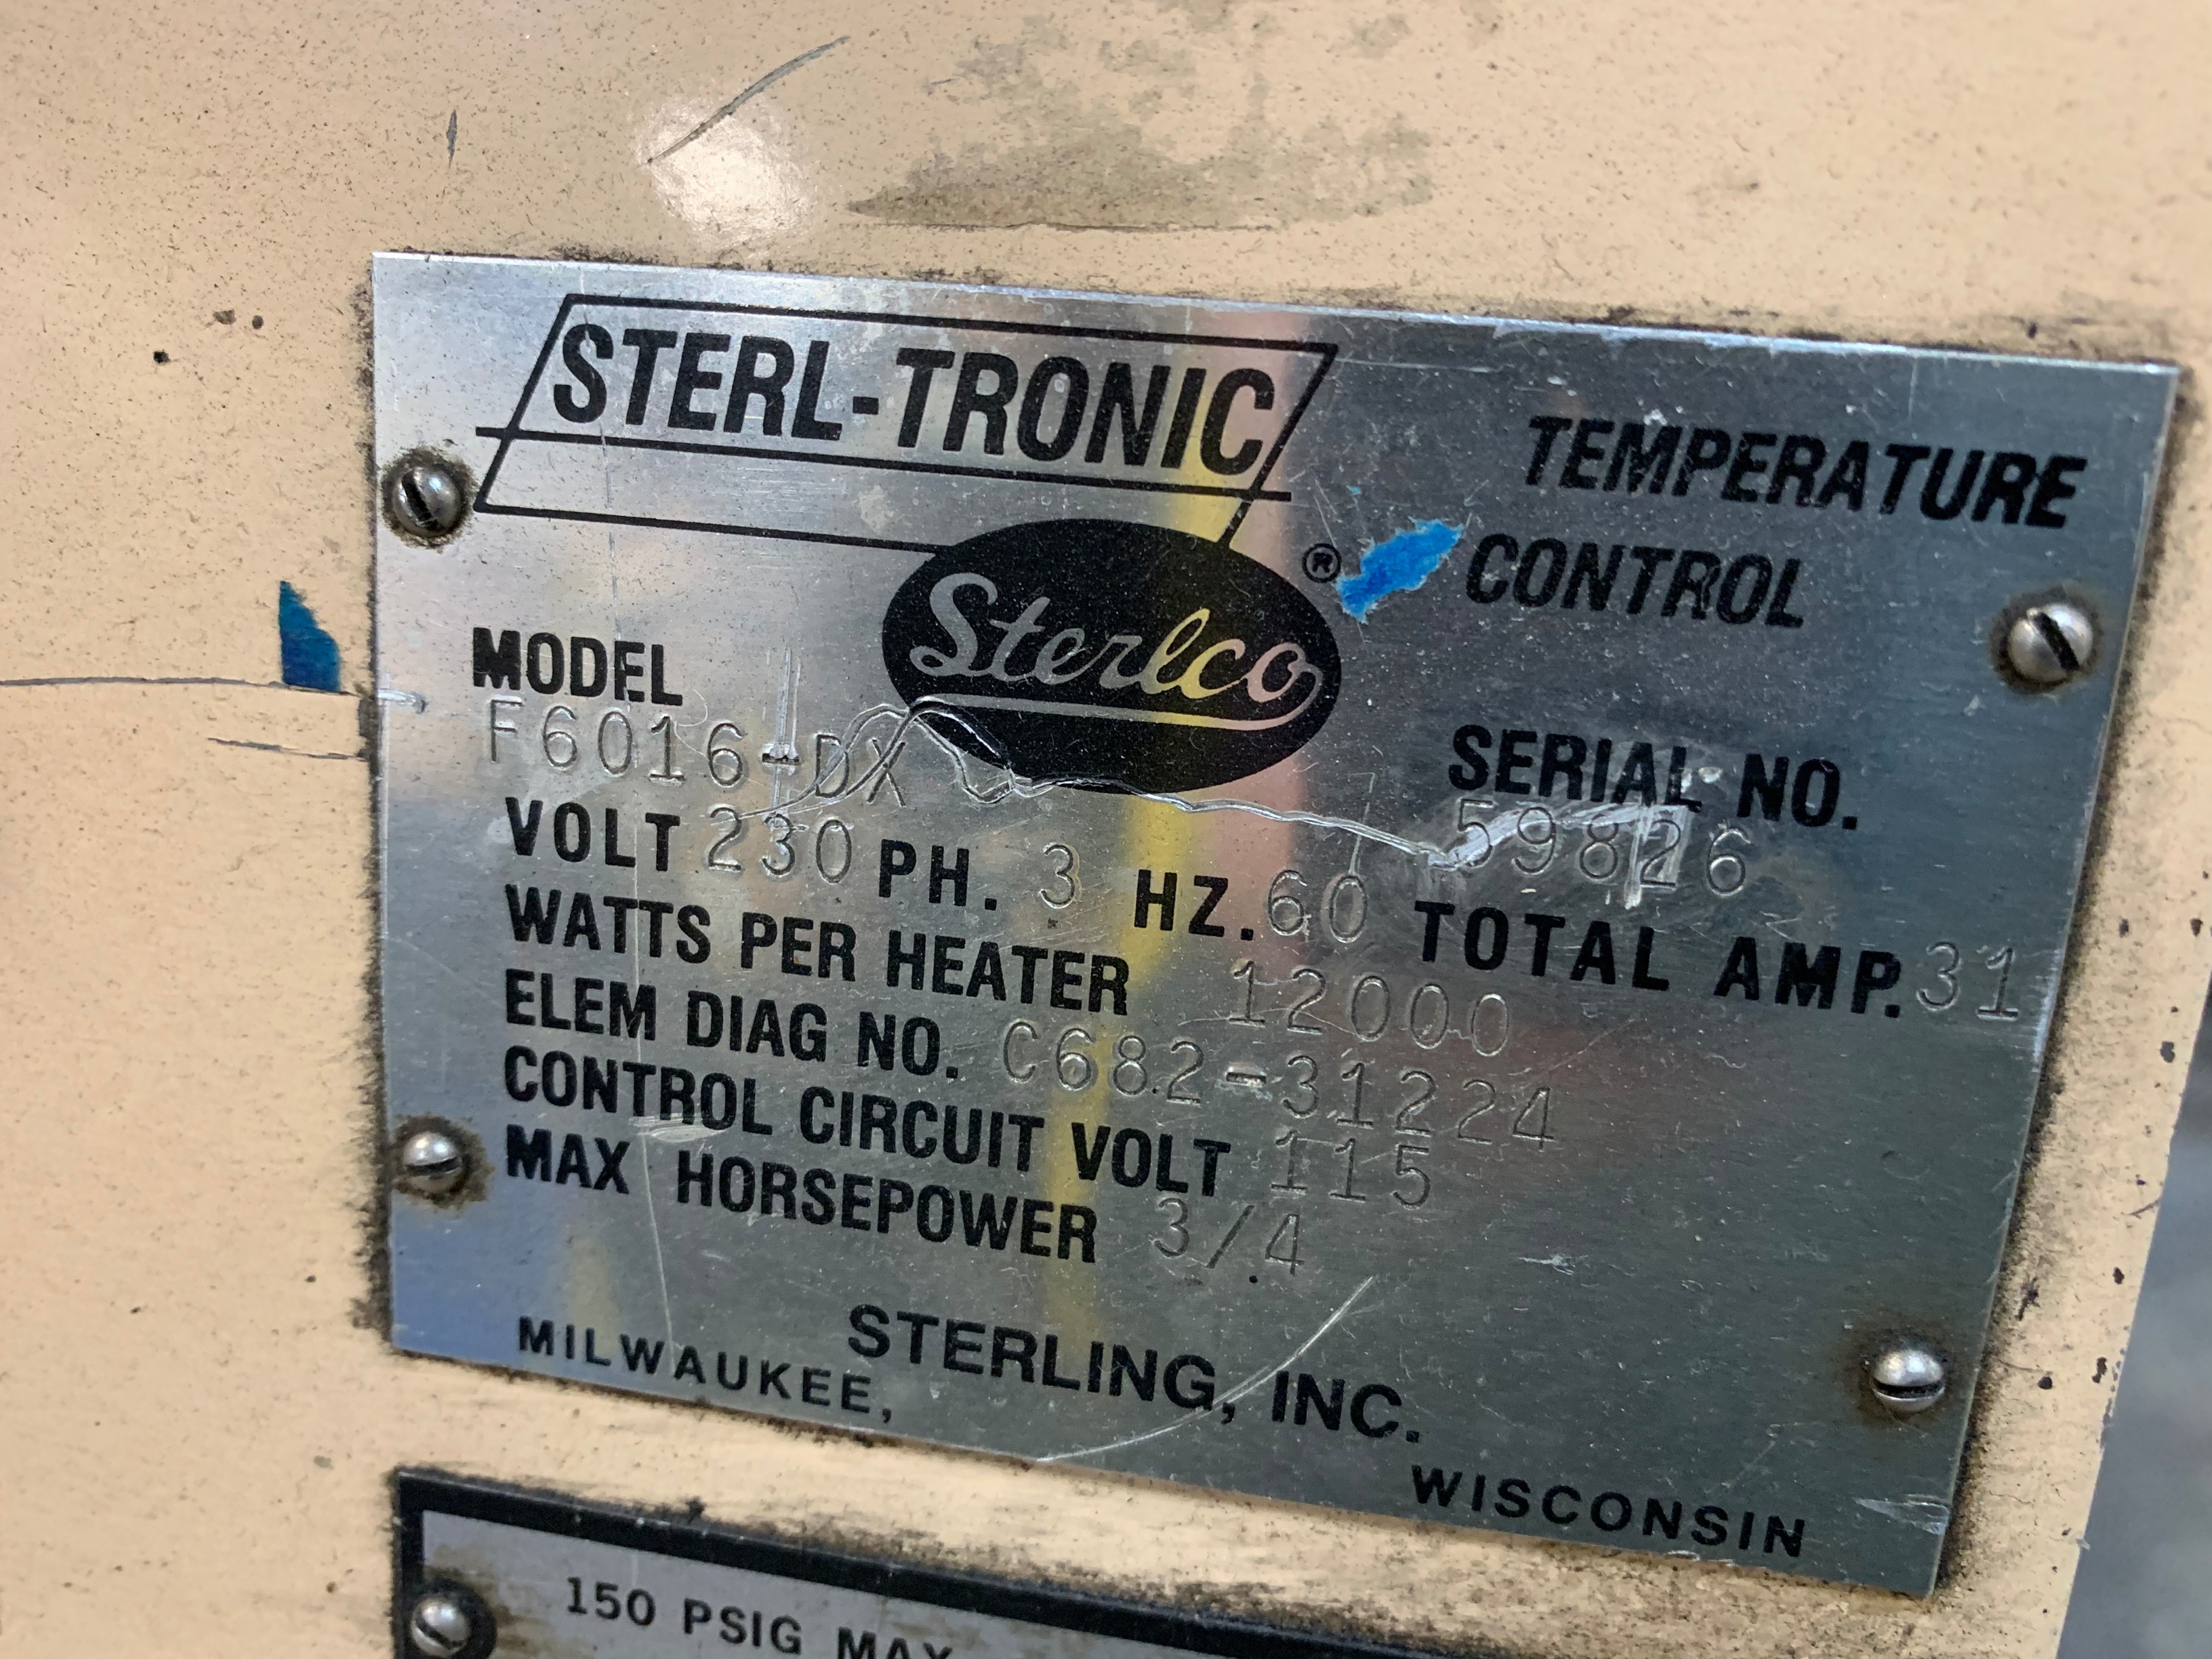 STERL-TRONIC
TEMPERATURE
CONTROL
Sterlco ®
MODEL
F6016-DX
SERIAL NO.
59826
VOLT 230 PH. 3 HZ. 60 TOTAL AMP. 31
WATTS PER HEATER 12000
ELEM DIAG NO. C682-31224
CONTROL CIRCUIT VOLT 115
MAX HORSEPOWER 3/4
STERLING, INC.
MILWAUKEE, WISCONSIN
150 PSIG MAX